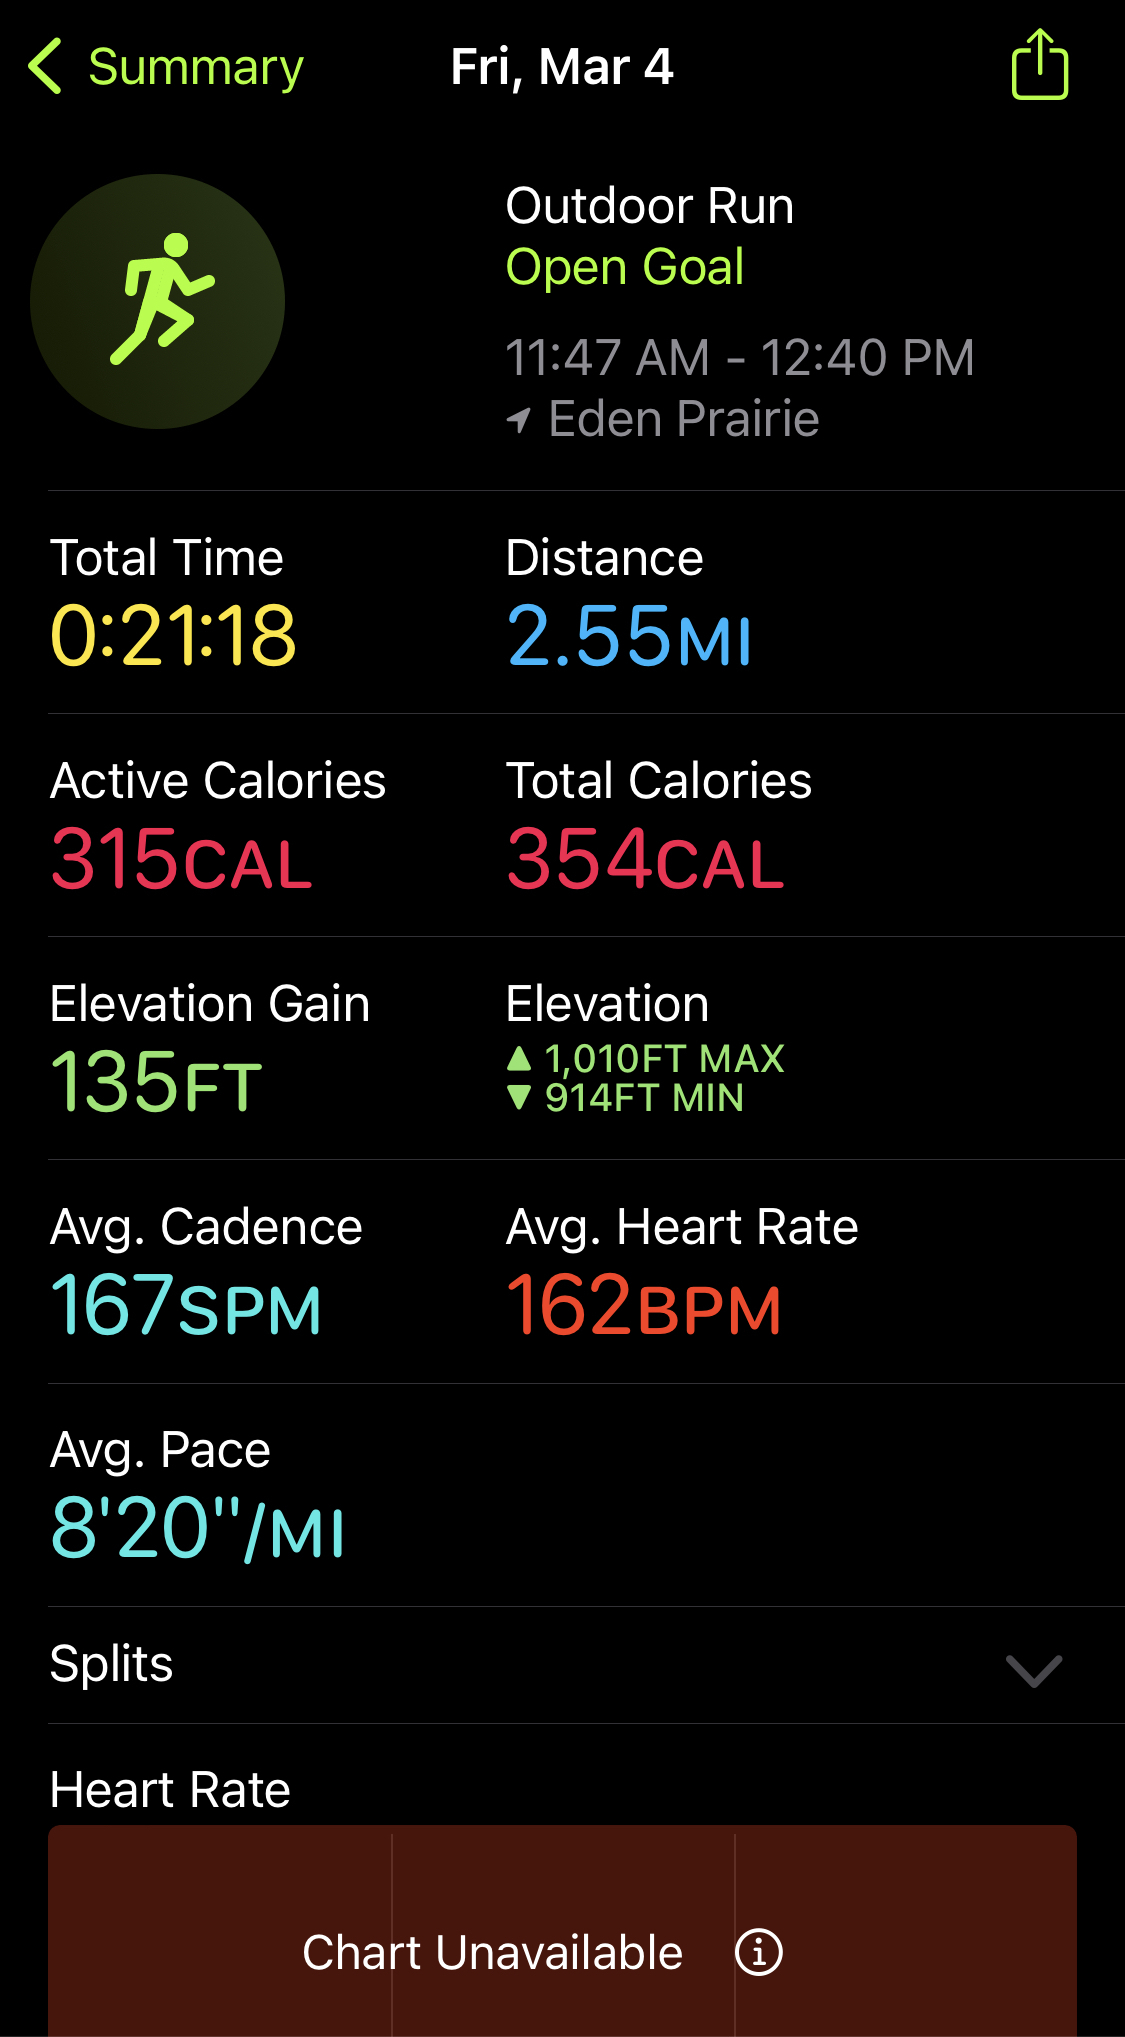 Summary
Fri, Mar 4
Outdoor Run
Open Goal
11:47 AM - 12:40 PM
Eden Prairie
Total Time
0:21:18
Distance
2.55MI
Active Calories
315CAL
Total Calories
354CAL
Elevation Gain
135FT
Elevation
▲ 1,010FT MAX
▼ 914FT MIN
Avg. Cadence
167SPM
Avg. Heart Rate
162BPM
Avg. Pace
8'20"/MI
Splits
Heart Rate
Chart Unavailable